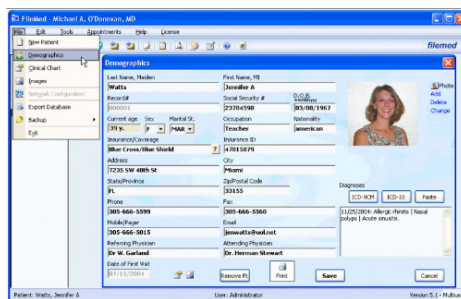 FileMed - Michael A. O'Donovan, MD
File Edit Tools Appointments Help License
New Patient
Demographics
Clinical Chart
Images
Network Configuration
Export Database
Backup
Exit
filemed
Demographics
Last Name, Maiden First Name, MI
Watts Jennifer A
Record# Social Security # D.O.B.
23784598 03/08/1967
Current age Sex Marital St. Occupation Nationality
39 y. F MAR Teacher american
Insurance/Coverage Insurance ID
Blue Cross/Blue Shield ? 47815879
Address City
7235 SW 48th St Miami
State/Province Zip/Postal Code
FL 33155
Phone Fax
305-666-5599 305-666-5560
Mobile/Pager Email
305-666-5015 jenwatts@uol.net
Referring Physician Attending Physician
Dr W. Garland Dr. Herman Stewart
Date of First Visit
07/13/2004
Photo
Add
Delete
Change
Diagnoses
ICD-9CM ICD-10 Paste
11/25/2004: Allergic rhinitis | Nasal
polyps | Acute sinusitis.
Remove Pt Print Save Cancel
Patient: Watts, Jennifer A User: Administrator Version 5.1 - Multiuser